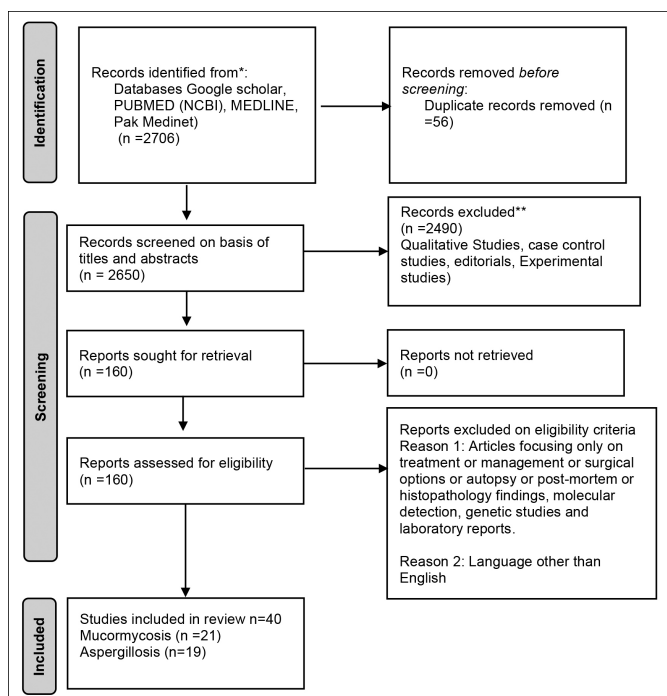 Identification
Records identified from*:
Databases Google scholar,
PUBMED (NCBI), MEDLINE,
Pak Medinet)
(n =2706)
Records removed before
screening:
Duplicate records removed (n
=56)
Screening
Records screened on basis of
titles and abstracts
(n = 2650)
Records excluded**
(n =2490)
Qualitative Studies, case control
studies, editorials, Experimental
studies)
Reports sought for retrieval
(n =160)
Reports not retrieved
(n =0)
Reports assessed for eligibility
(n =160)
Reports excluded on eligibility criteria
Reason 1: Articles focusing only on
treatment or management or surgical
options or autopsy or post-mortem or
histopathology findings, molecular
detection, genetic studies and
laboratory reports.
Reason 2: Language other than
English
Included
Studies included in review n=40
Mucormycosis (n =21)
Aspergillosis (n=19)